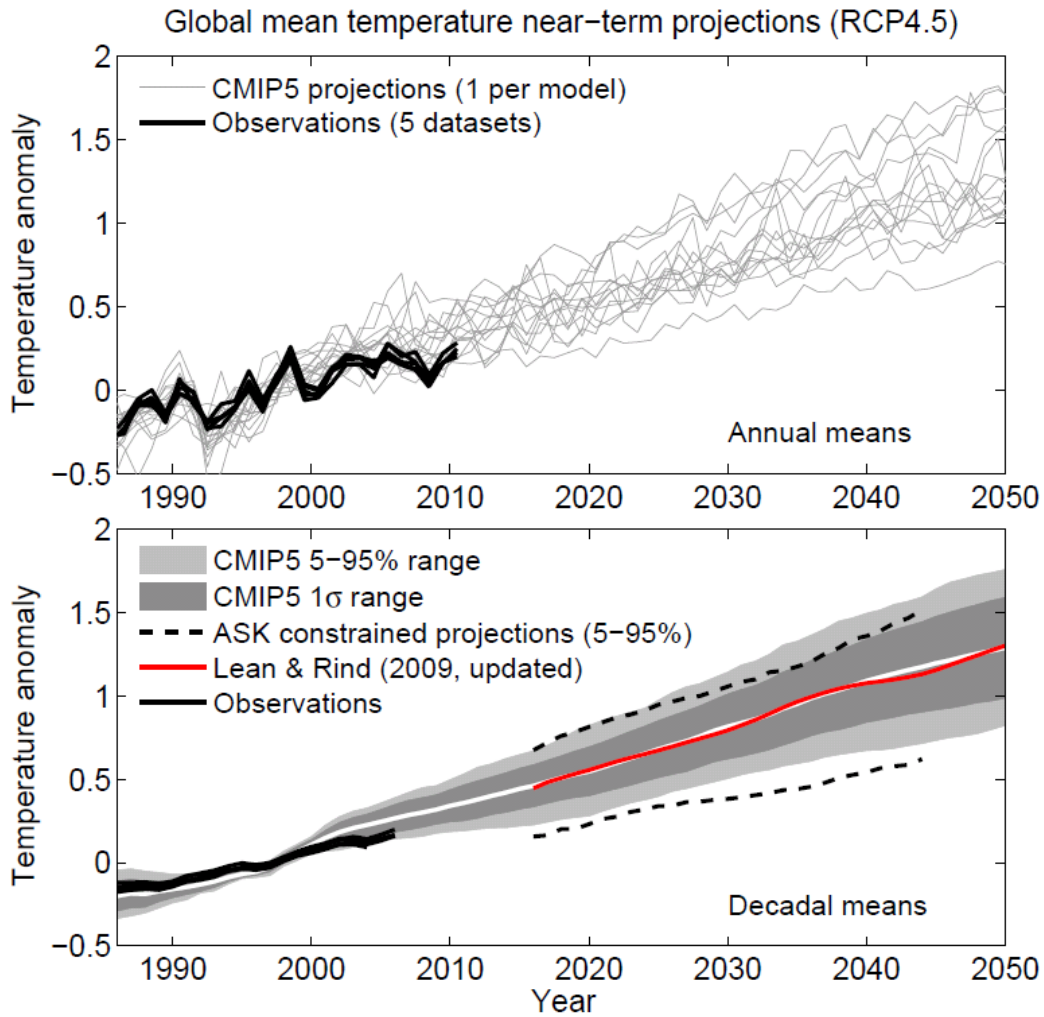 Global mean temperature near−term projections (RCP4.5)
2
CMIP5 projections (1 per model)
Observations (5 datasets)
1.5
1
0.5
0
−0.5
Temperature anomaly
Annual means
1990 2000 2010 2020 2030 2040 2050
2
CMIP5 5−95% range
CMIP5 1σ range
ASK constrained projections (5−95%)
Lean & Rind (2009, updated)
Observations
1.5
1
0.5
0
−0.5
Temperature anomaly
Decadal means
1990 2000 2010 2020 2030 2040 2050
Year